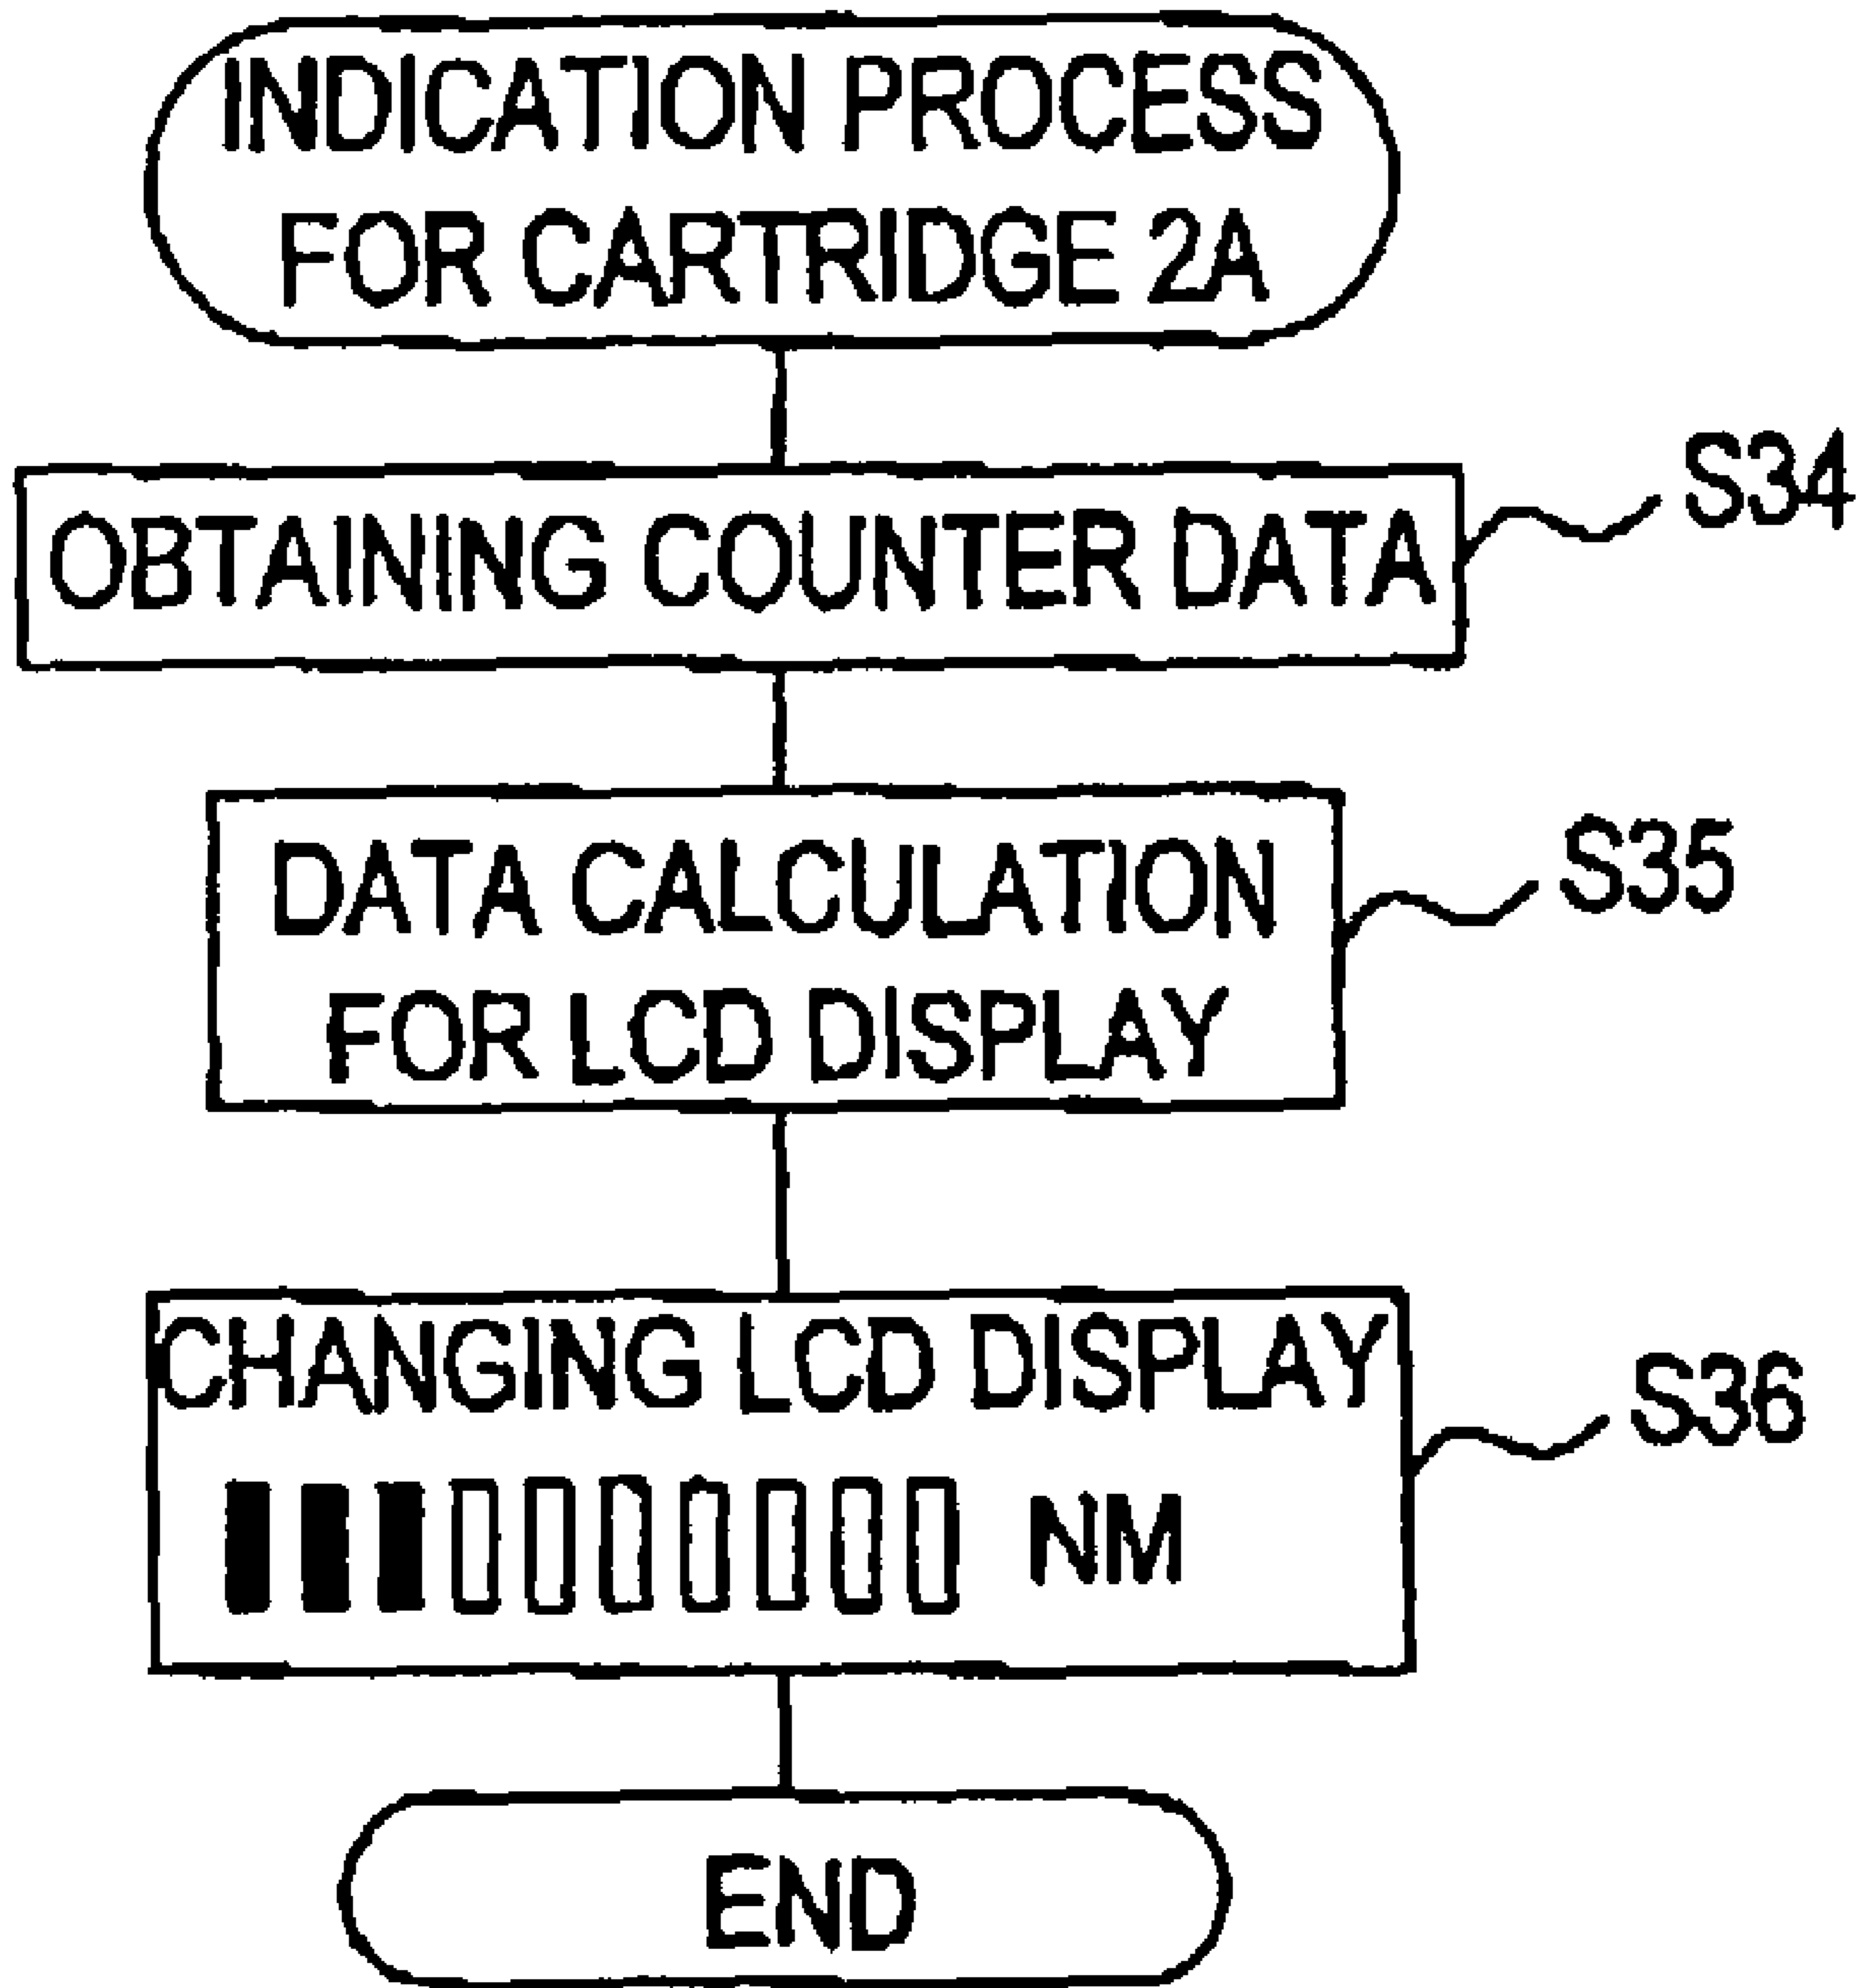 INDICATION PROCESS
FOR CARTRIDGE 2A
OBTAINING COUNTER DATA
S34
DATA CALCULATION
FOR LCD DISPLAY
S35
CHANGING LCD DISPLAY
S36
NM
END